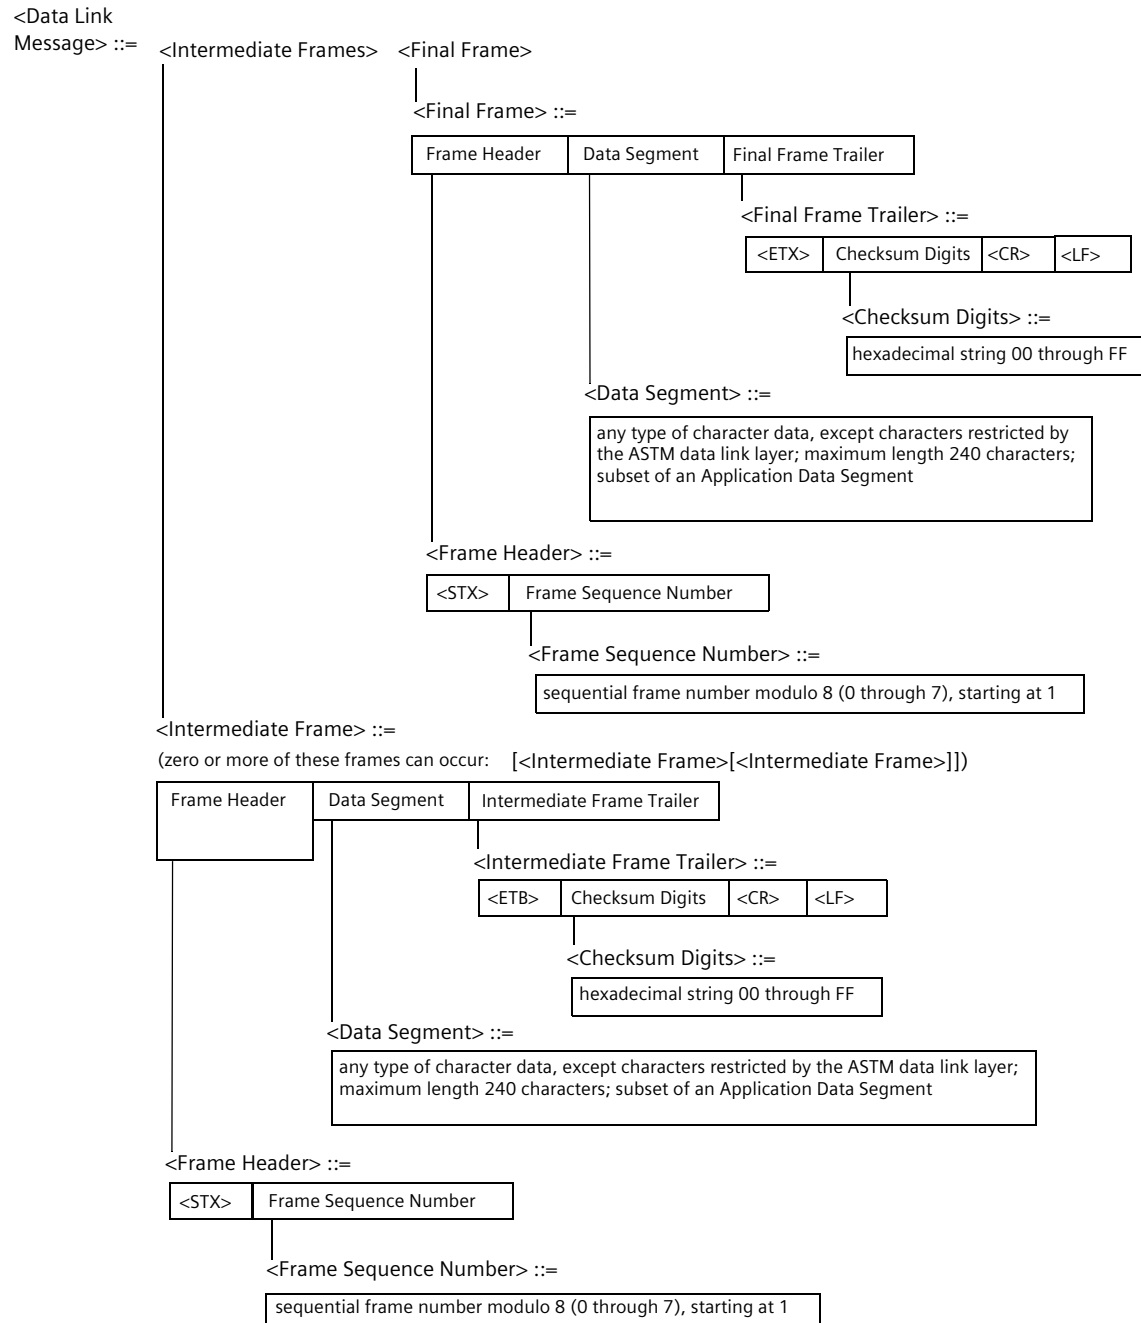 <Data Link
Message> ::= <Intermediate Frames> <Final Frame>
<Final Frame> ::=
Frame Header Data Segment Final Frame Trailer
<Final Frame Trailer> ::=
<ETX> Checksum Digits <CR> <LF>
<Checksum Digits> ::=
hexadecimal string 00 through FF
<Data Segment> ::=
any type of character data, except characters restricted by
the ASTM data link layer; maximum length 240 characters;
subset of an Application Data Segment
<Frame Header> ::=
<STX> Frame Sequence Number
<Frame Sequence Number> ::=
sequential frame number modulo 8 (0 through 7), starting at 1
<Intermediate Frame> ::=
(zero or more of these frames can occur: [<Intermediate Frame>[<Intermediate Frame>]])
Frame Header Data Segment Intermediate Frame Trailer
<Intermediate Frame Trailer> ::=
<ETB> Checksum Digits <CR> <LF>
<Checksum Digits> ::=
hexadecimal string 00 through FF
<Data Segment> ::=
any type of character data, except characters restricted by the ASTM data link layer;
maximum length 240 characters; subset of an Application Data Segment
<Frame Header> ::=
<STX> Frame Sequence Number
<Frame Sequence Number> ::=
sequential frame number modulo 8 (0 through 7), starting at 1